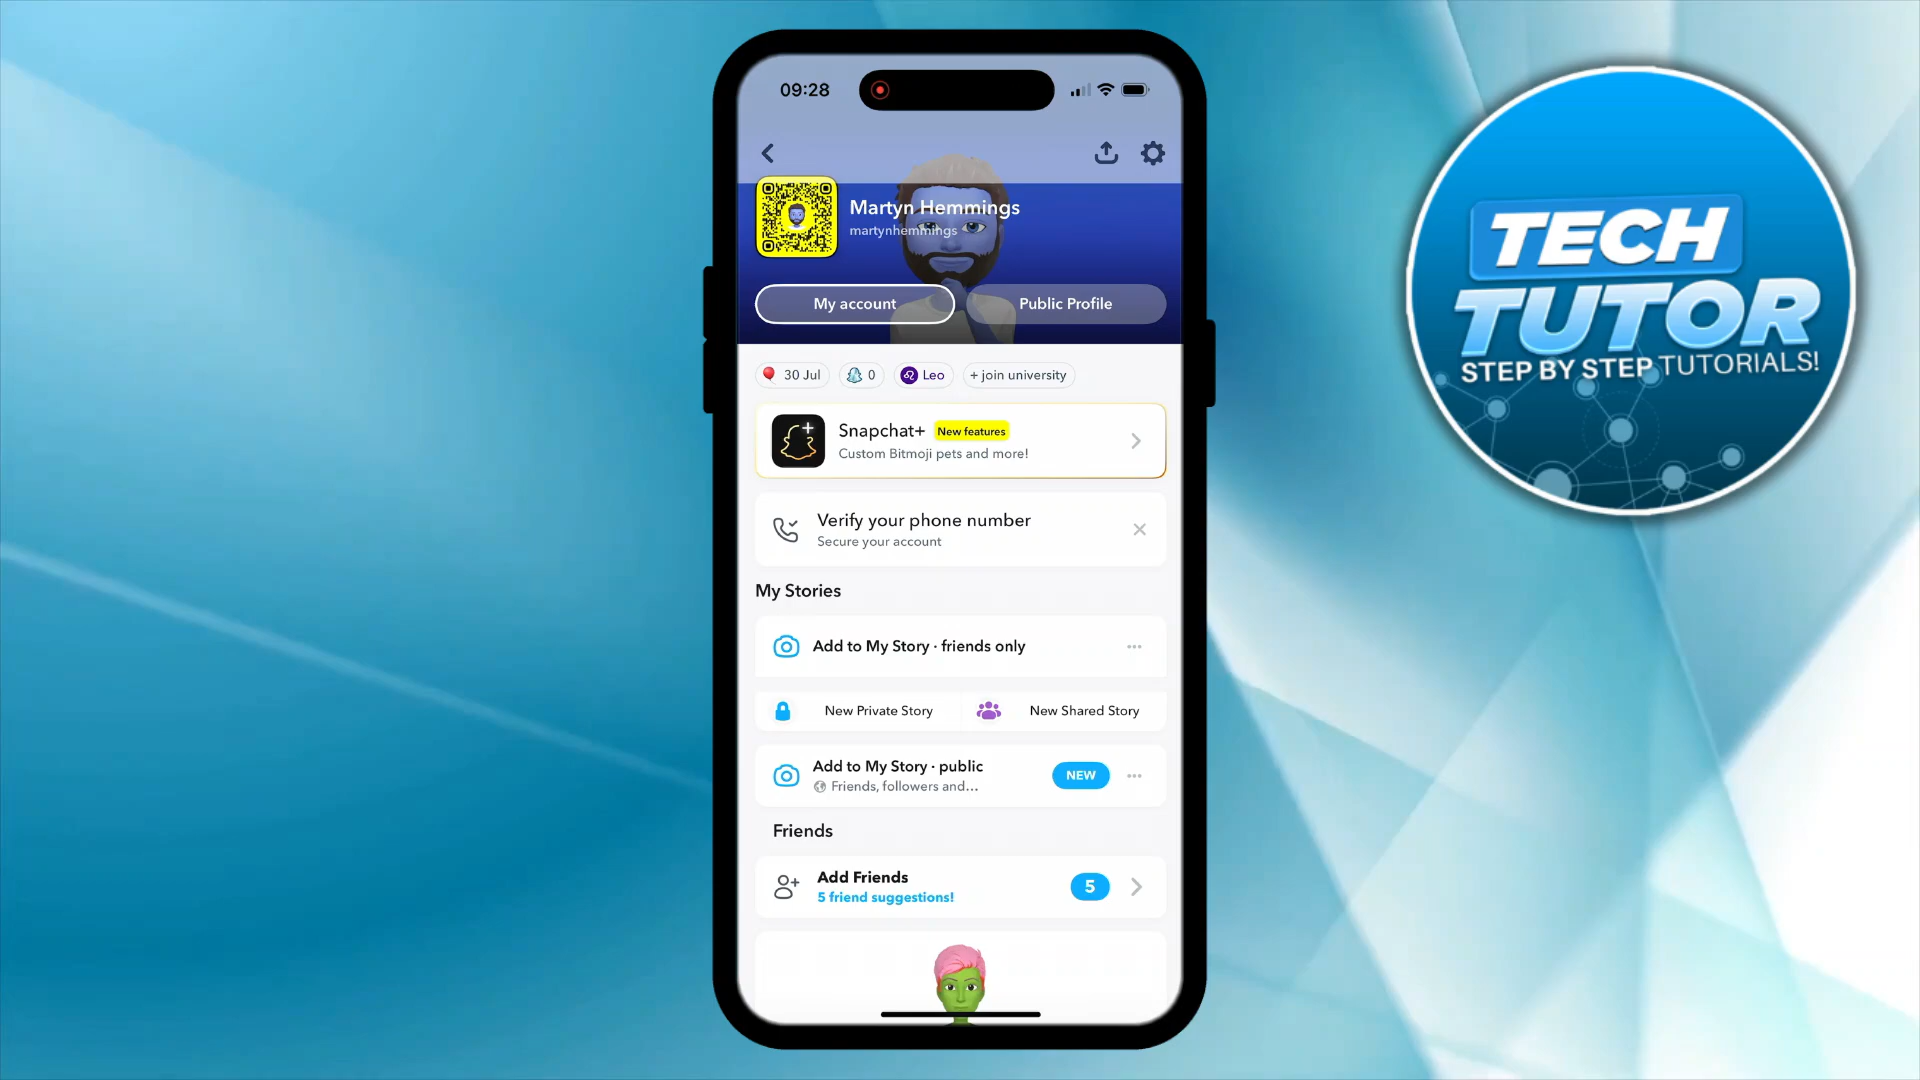 09:28
Martyn Hemmings
martynhemmings
My account
Public Profile
30 Jul
0
Leo
+ join university
Snapchat+ New features
Custom Bitmoji pets and more!
Verify your phone number
Secure your account
My Stories
Add to My Story · friends only
New Private Story
New Shared Story
Add to My Story · public
NEW
Friends, followers and...
Friends
Add Friends
5 friend suggestions!
5
TECH
TUTOR
STEP BY STEP TUTORIALS!